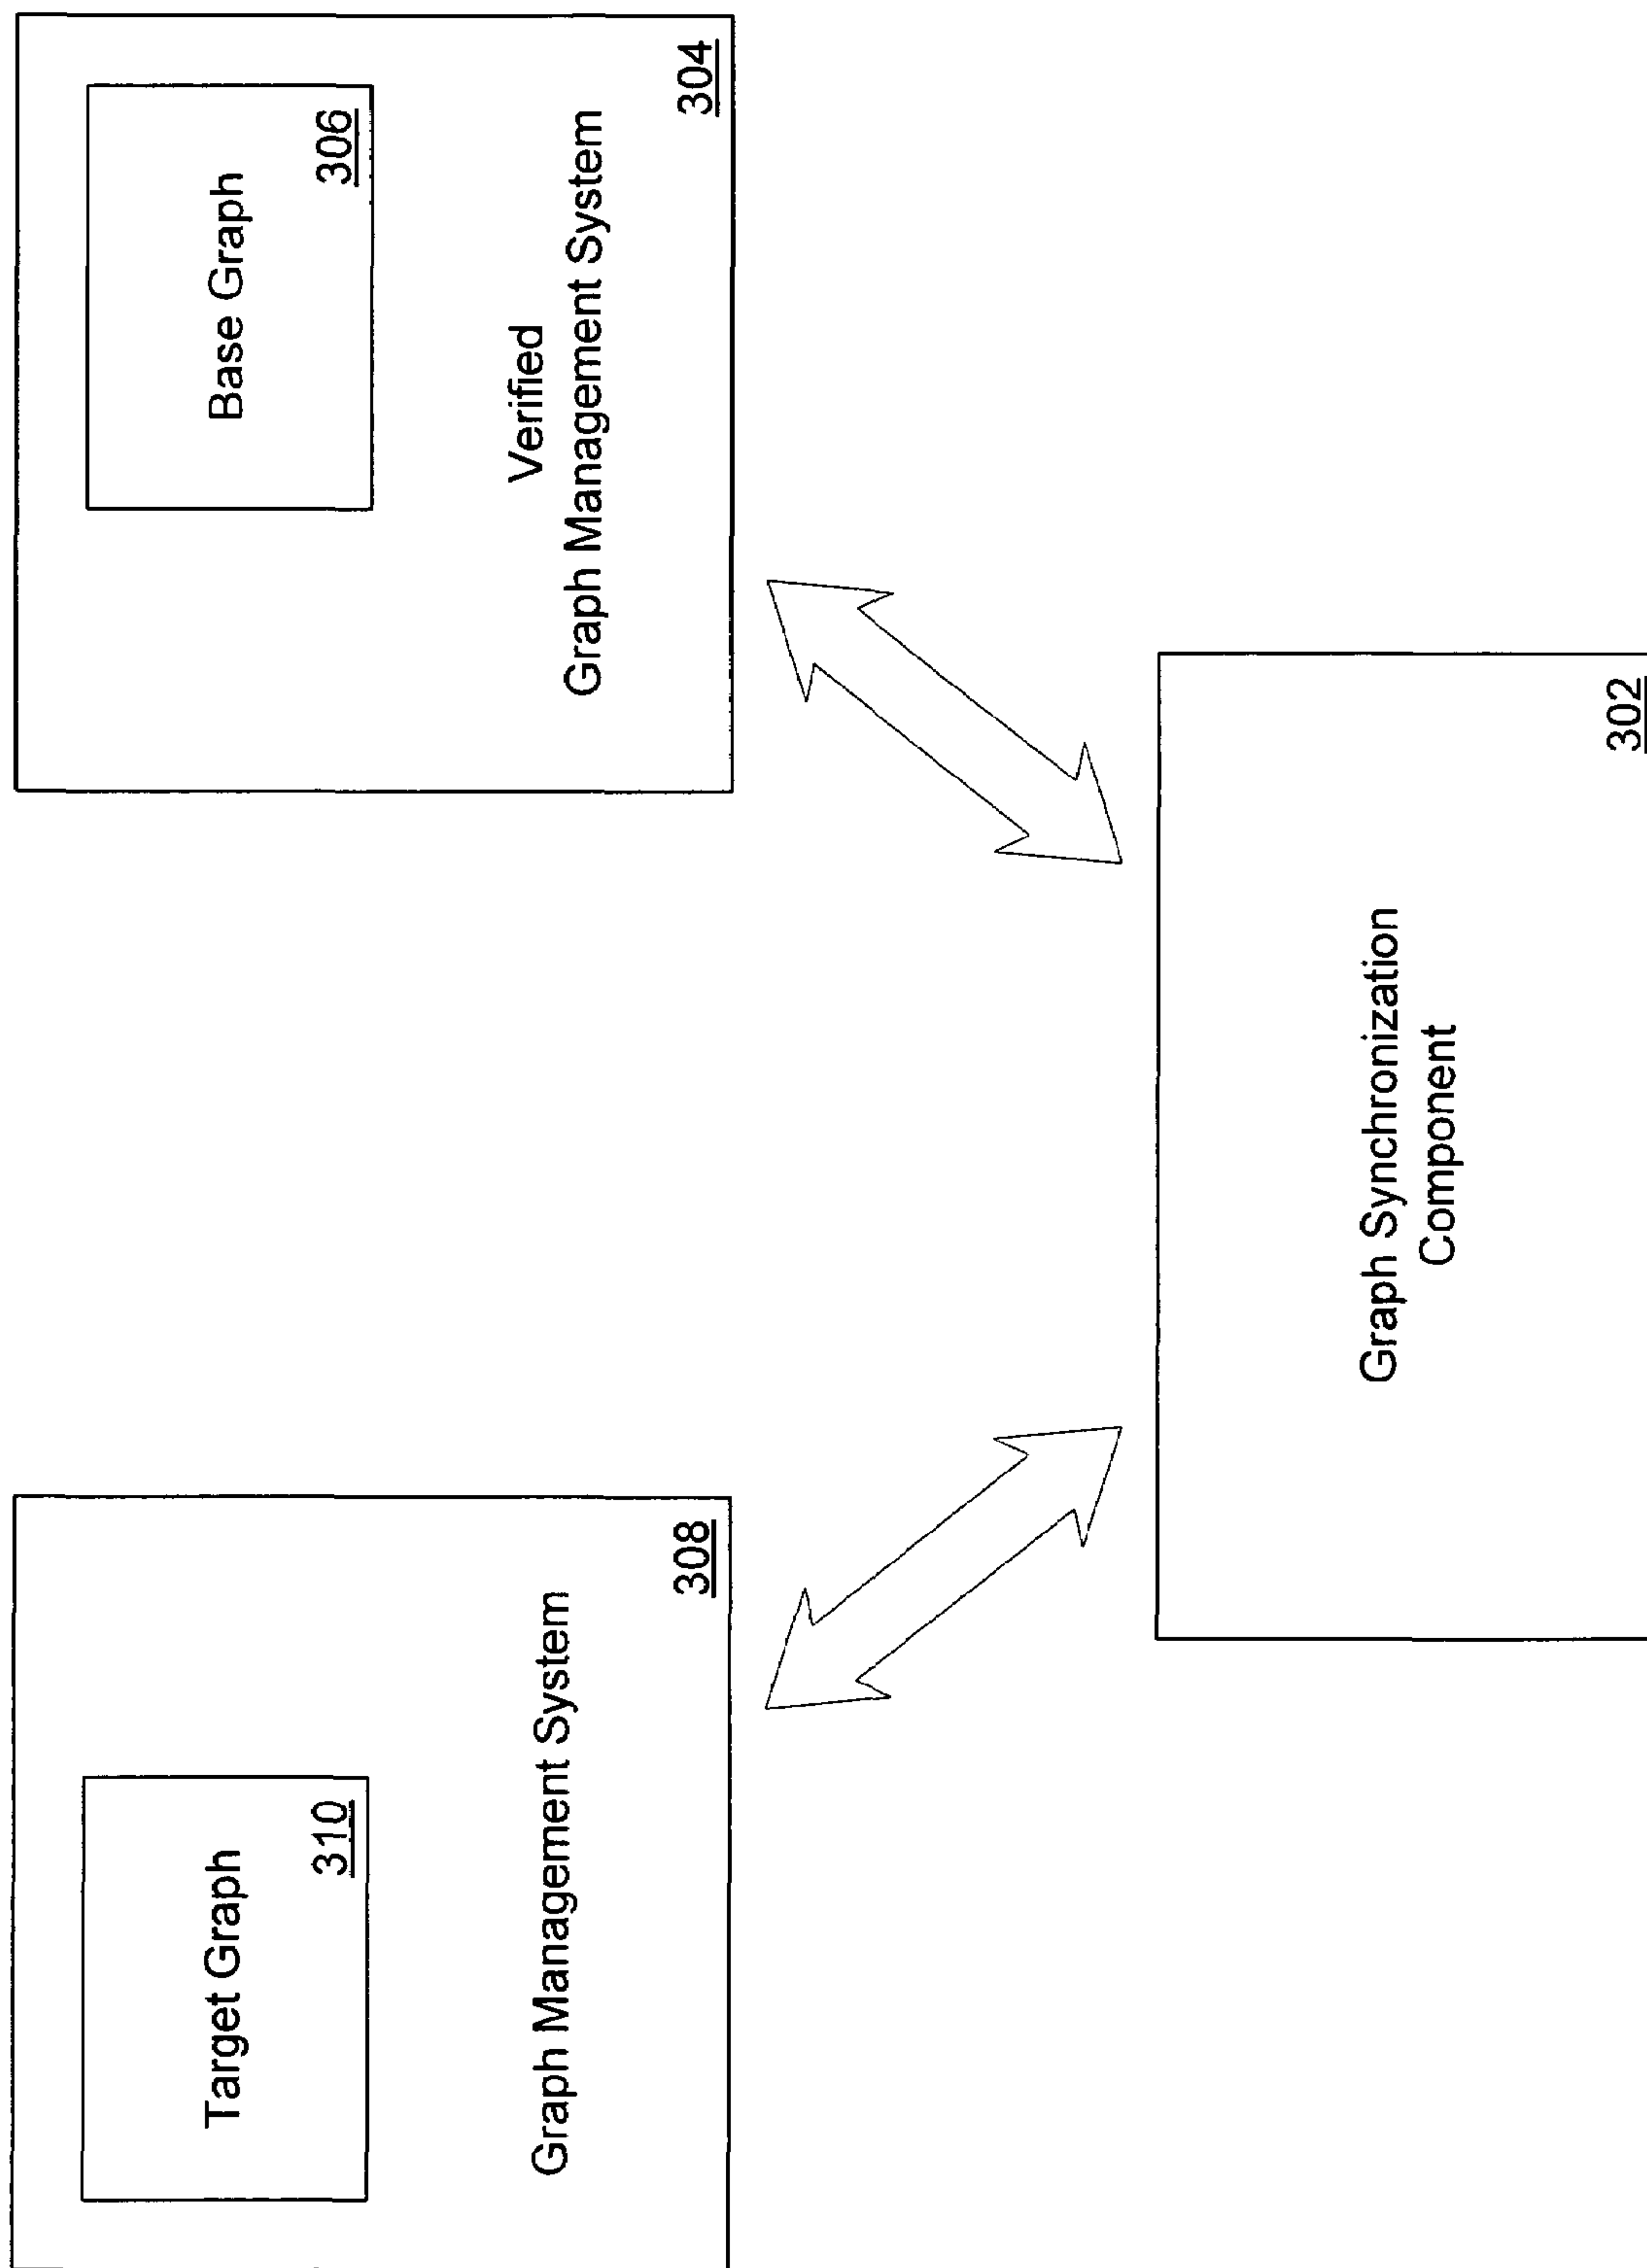 Target Graph
310
Graph Management System
308
Base Graph
306
Verified
Graph Management System
304
Graph Synchronization
Component
302